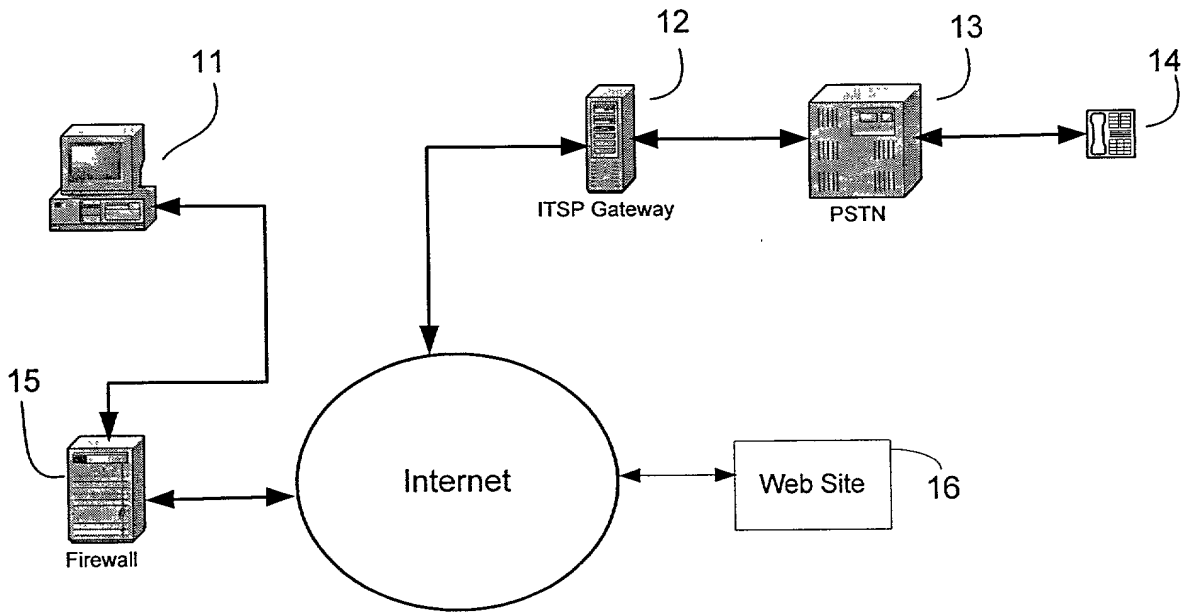 11
12
13
14
ITSP Gateway
PSTN
15
Internet
Web Site
16
Firewall